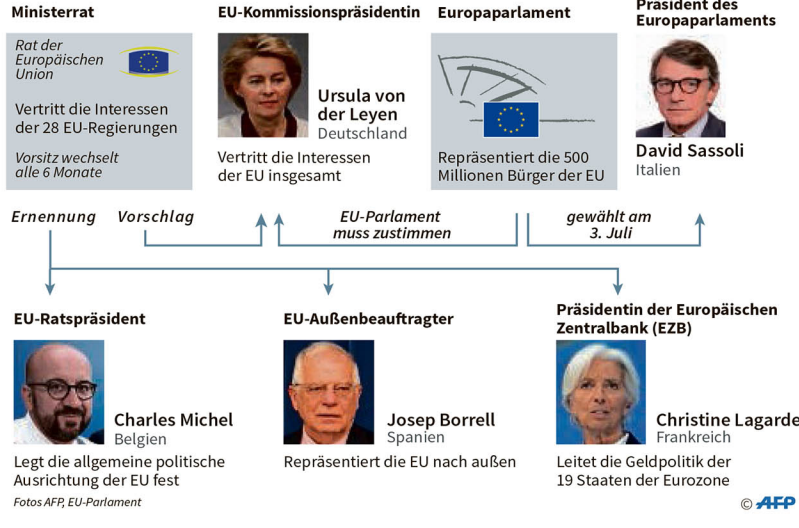 Ministerrat
Rat der
Europäischen
Union
Vertritt die Interessen
der 28 EU-Regierungen
Vorsitz wechselt
alle 6 Monate
EU-Kommissionspräsidentin
Ursula von
der Leyen
Deutschland
Vertritt die Interessen
der EU insgesamt
Europaparlament
Repräsentiert die 500
Millionen Bürger der EU
Präsident des
Europaparlaments
David Sassoli
Italien
Ernennung
Vorschlag
EU-Parlament
muss zustimmen
gewählt am
3. Juli
EU-Ratspräsident
Charles Michel
Belgien
Legt die allgemeine politische
Ausrichtung der EU fest
EU-Außenbeauftragter
Josep Borrell
Spanien
Repräsentiert die EU nach außen
Präsidentin der Europäischen
Zentralbank (EZB)
Christine Lagarde
Frankreich
Leitet die Geldpolitik der
19 Staaten der Eurozone
Fotos AFP, EU-Parlament
© AFP